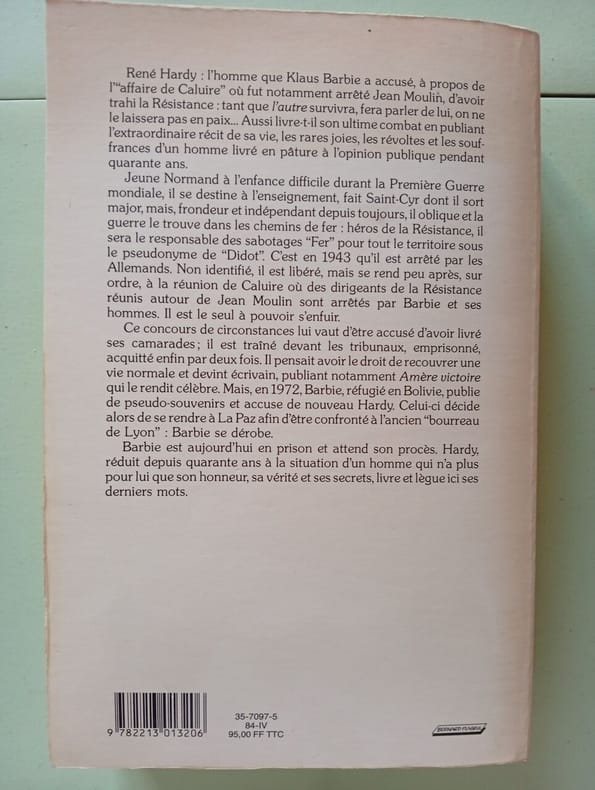 René Hardy : l'homme que Klaus Barbie a accusé, à propos de
l'“affaire de Caluire” où fut notamment arrêté Jean Moulin, d'avoir
trahi la Résistance : tant que l'autre survivra, fera parler de lui, on ne
le laissera pas en paix... Aussi livre-t-il son ultime combat en publiant
l'extraordinaire récit de sa vie, les rares joies, les révoltes et les souf-
frances d'un homme livré en pâture à l'opinion publique pendant
quarante ans.
Jeune Normand à l'enfance difficile durant la Première Guerre
mondiale, il se destine à l'enseignement, fait Saint-Cyr dont il sort
major, mais, frondeur et indépendant depuis toujours, il oblique et la
guerre le trouve dans les chemins de fer : héros de la Résistance, il
sera le responsable des sabotages “Fer” pour tout le territoire sous
le pseudonyme de “Didot”. C'est en 1943 qu'il est arrêté par les
Allemands. Non identifié, il est libéré, mais se rend peu après, sur
ordre, à la réunion de Caluire où des dirigeants de la Résistance
réunis autour de Jean Moulin sont arrêtés par Barbie et ses
hommes. Il est le seul à pouvoir s'enfuir.
Ce concours de circonstances lui vaut d'être accusé d'avoir livré
ses camarades ; il est traîné devant les tribunaux, emprisonné,
acquitté enfin par deux fois. Il pensait avoir le droit de recouvrer une
vie normale et devint écrivain, publiant notamment Amère victoire
qui le rendit célèbre. Mais, en 1972, Barbie, réfugié en Bolivie, publie
de pseudo-souvenirs et accuse de nouveau Hardy. Celui-ci décide
alors de se rendre à La Paz afin d'être confronté à l'ancien “bourreau
de Lyon” : Barbie se dérobe.
Barbie est aujourd'hui en prison et attend son procès. Hardy,
réduit depuis quarante ans à la situation d'un homme qui n'a plus
pour lui que son honneur, sa vérité et ses secrets, livre et lègue ici ses
derniers mots.
35-7097-5
84-IV
95,00 FF TTC
9 782213 013206